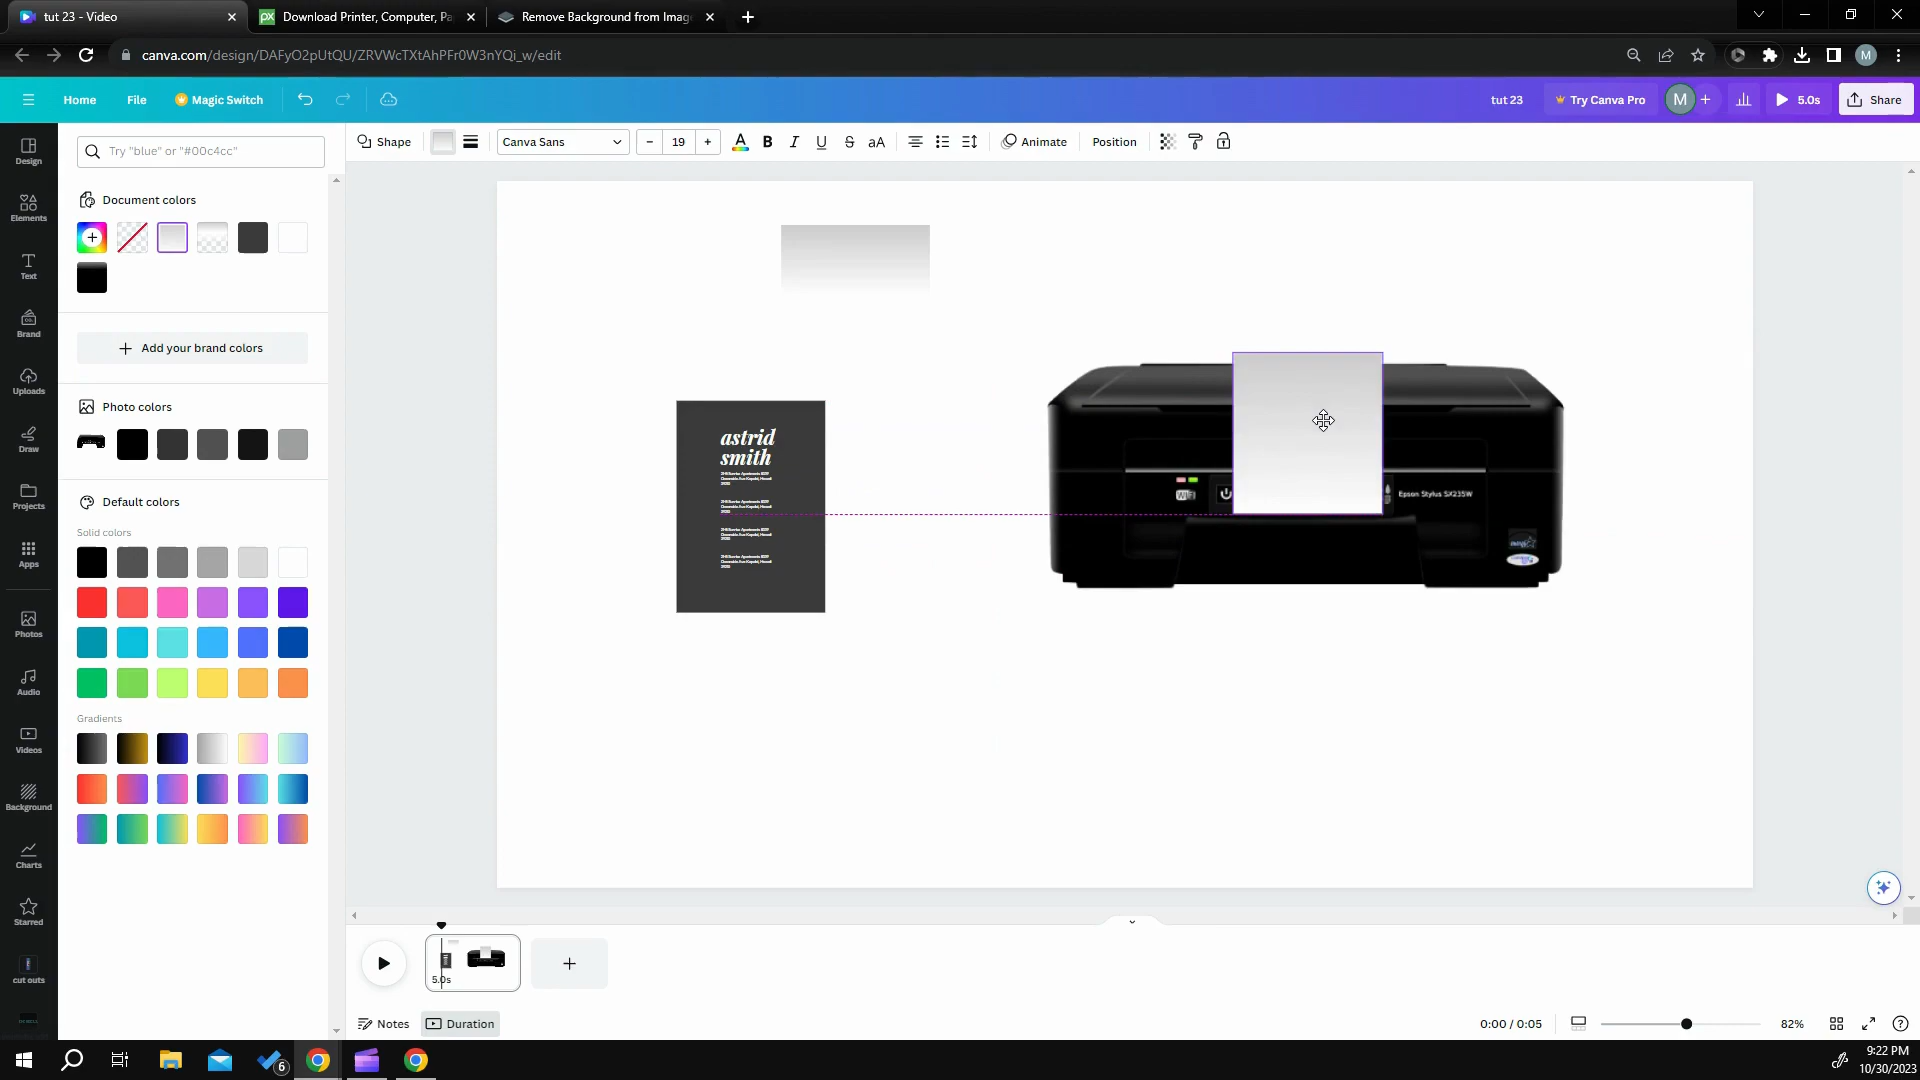 tut 23 - Video
Download Printer, Computer, Pa
Remove Background from Imag
canva.com/design/DAFyO2pUtQU/ZRVWcTXtAhPFr0W3nYQi_w/edit
M
Home
File
Magic Switch
tut 23
Try Canva Pro
M
5.0s
Share
Try "blue" or "#00c4cc"
Shape
Canva Sans
19
A
B
I
U
S
aA
Animate
Position
Design
Elements
Text
Brand
Uploads
Draw
Projects
Apps
Photos
Audio
Videos
Background
Charts
Starred
cut outs
Document colors
Add your brand colors
Photo colors
Default colors
Solid colors
Gradients
astrid
smith
WiFi
Epson Stylus SX235W
5.0s
Notes
Duration
0:00 / 0:05
82%
6
9:22 PM
10/30/2023